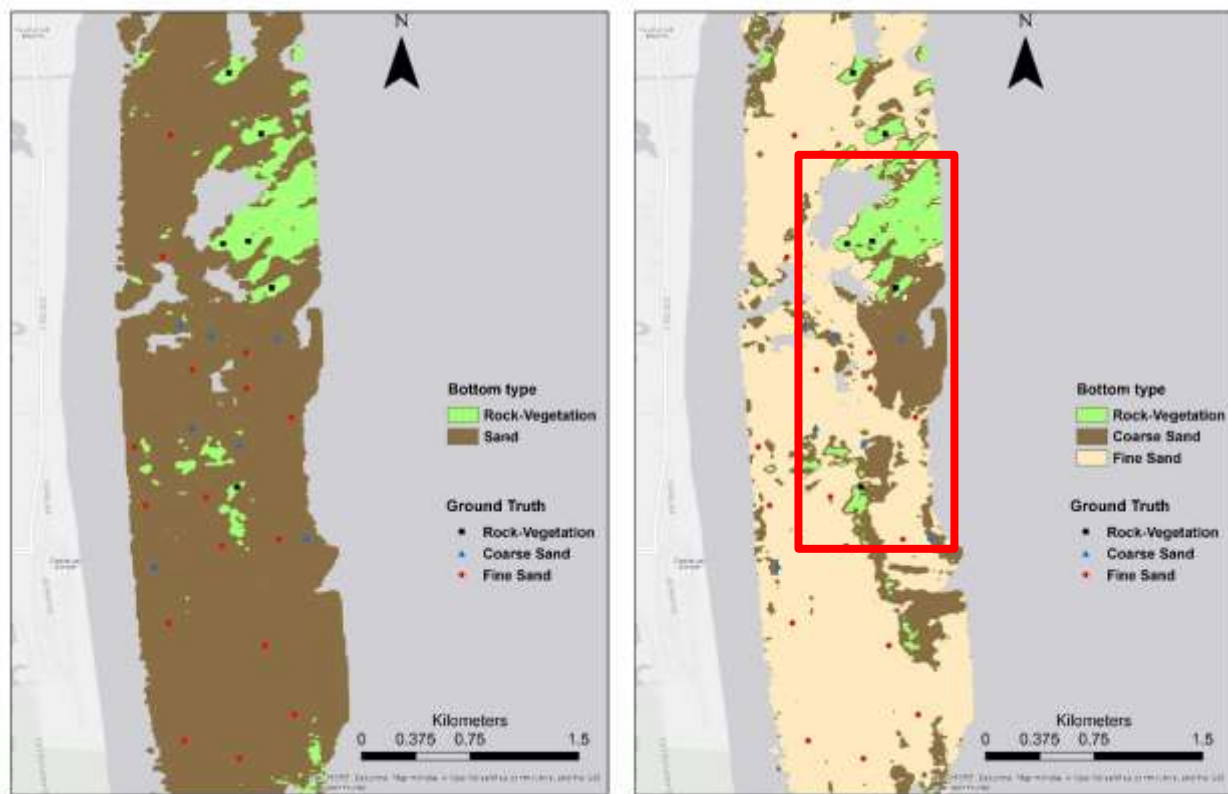 N
Bottom type
Rock-Vegetation
Sand
Ground Truth
Rock-Vegetation
Coarse Sand
Fine Sand
Kilometers
0 0.375 0.75 1.5
N
Bottom type
Rock-Vegetation
Coarse Sand
Fine Sand
Ground Truth
Rock-Vegetation
Coarse Sand
Fine Sand
Kilometers
0 0.375 0.75 1.5